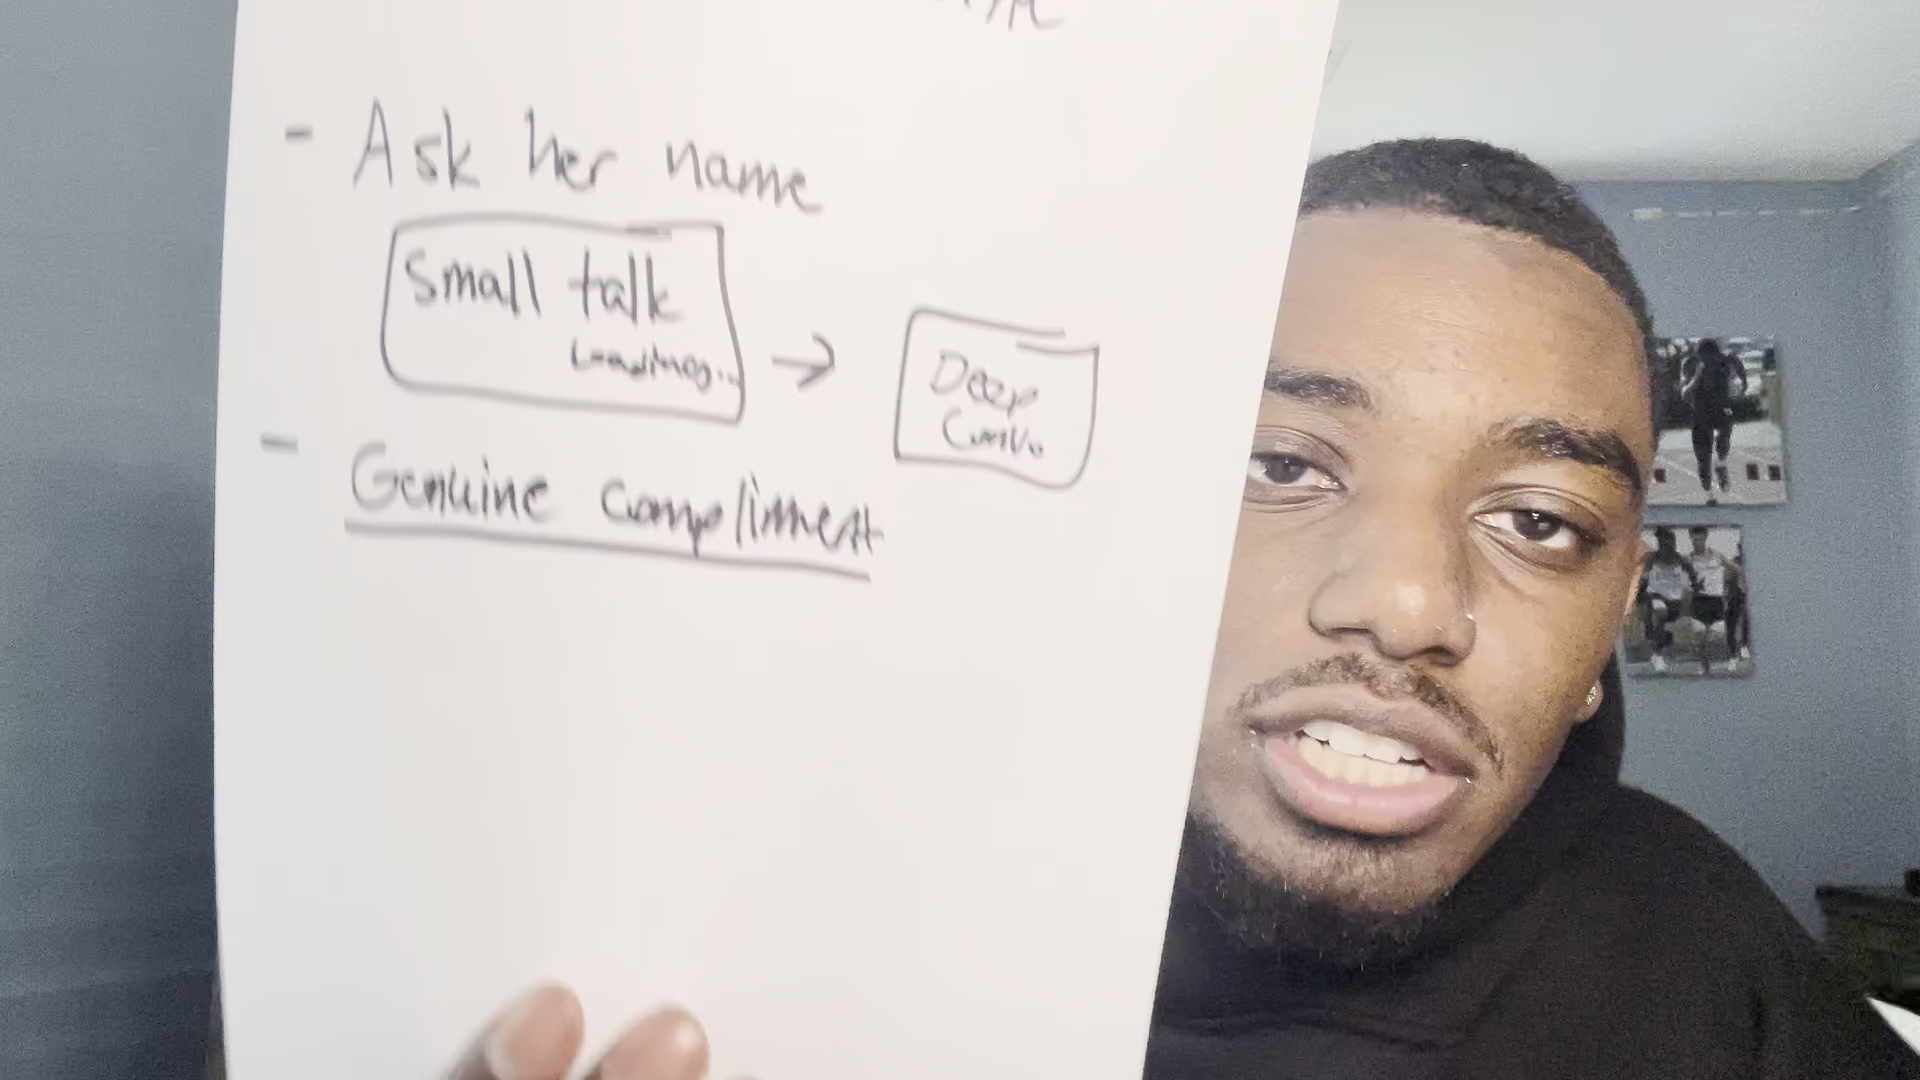 - Ask her name
Small talk
Loading...
Deep
Convo
- Genuine compliment